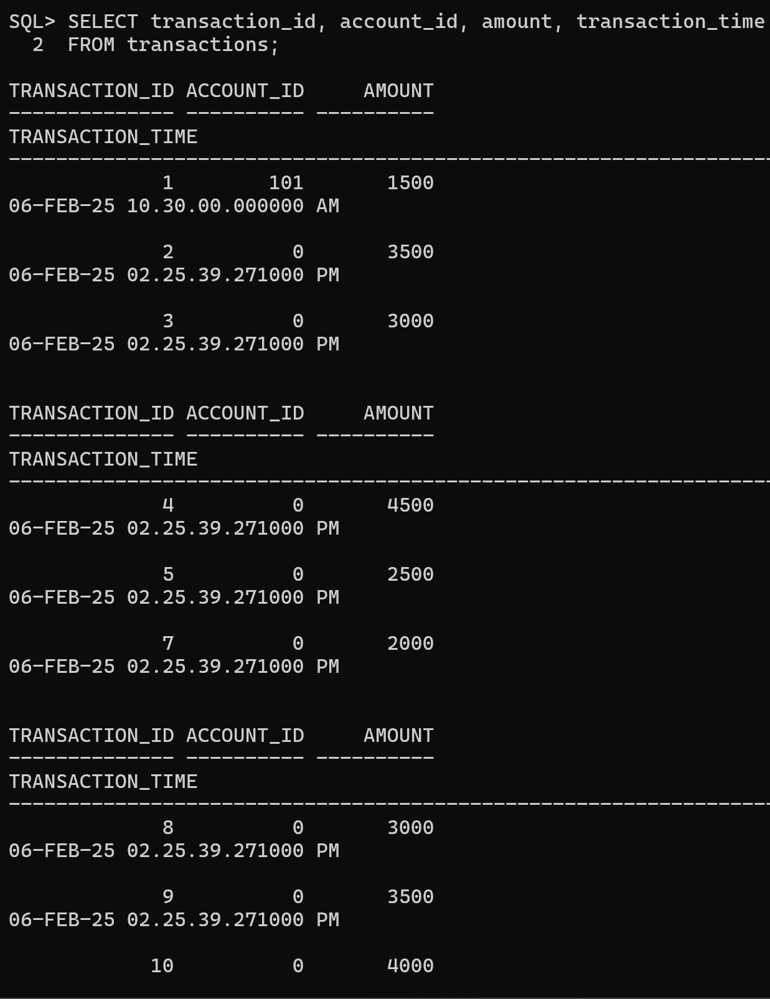 SQL> SELECT transaction_id, account_id, amount, transaction_time
  2  FROM transactions;

TRANSACTION_ID ACCOUNT_ID     AMOUNT
-------------- ---------- ----------
TRANSACTION_TIME
-----------------------------------------------------------------
             1        101       1500
06-FEB-25 10.30.00.000000 AM

             2          0       3500
06-FEB-25 02.25.39.271000 PM

             3          0       3000
06-FEB-25 02.25.39.271000 PM


TRANSACTION_ID ACCOUNT_ID     AMOUNT
-------------- ---------- ----------
TRANSACTION_TIME
-----------------------------------------------------------------
             4          0       4500
06-FEB-25 02.25.39.271000 PM

             5          0       2500
06-FEB-25 02.25.39.271000 PM

             7          0       2000
06-FEB-25 02.25.39.271000 PM


TRANSACTION_ID ACCOUNT_ID     AMOUNT
-------------- ---------- ----------
TRANSACTION_TIME
-----------------------------------------------------------------
             8          0       3000
06-FEB-25 02.25.39.271000 PM

             9          0       3500
06-FEB-25 02.25.39.271000 PM

            10          0       4000